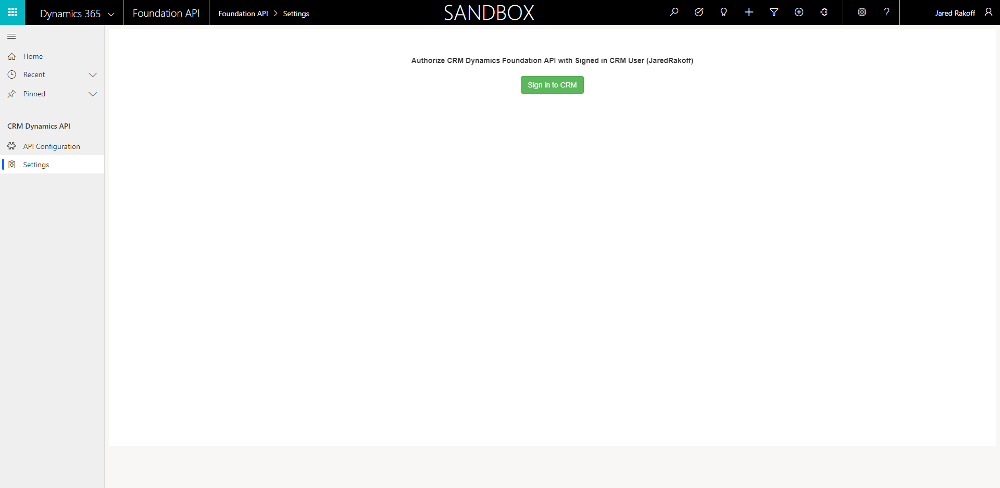 Dynamics 365
Foundation API
Foundation API > Settings
SANDBOX
Jared Rakoff
Home
Recent
Pinned
CRM Dynamics API
API Configuration
Settings
Authorize CRM Dynamics Foundation API with Signed in CRM User (JaredRakoff)
Sign in to CRM